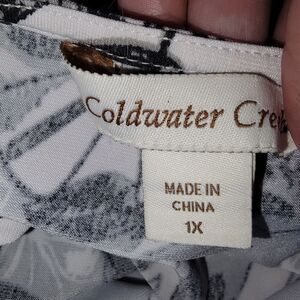 Coldwater Cre
MADE IN
CHINA
1X